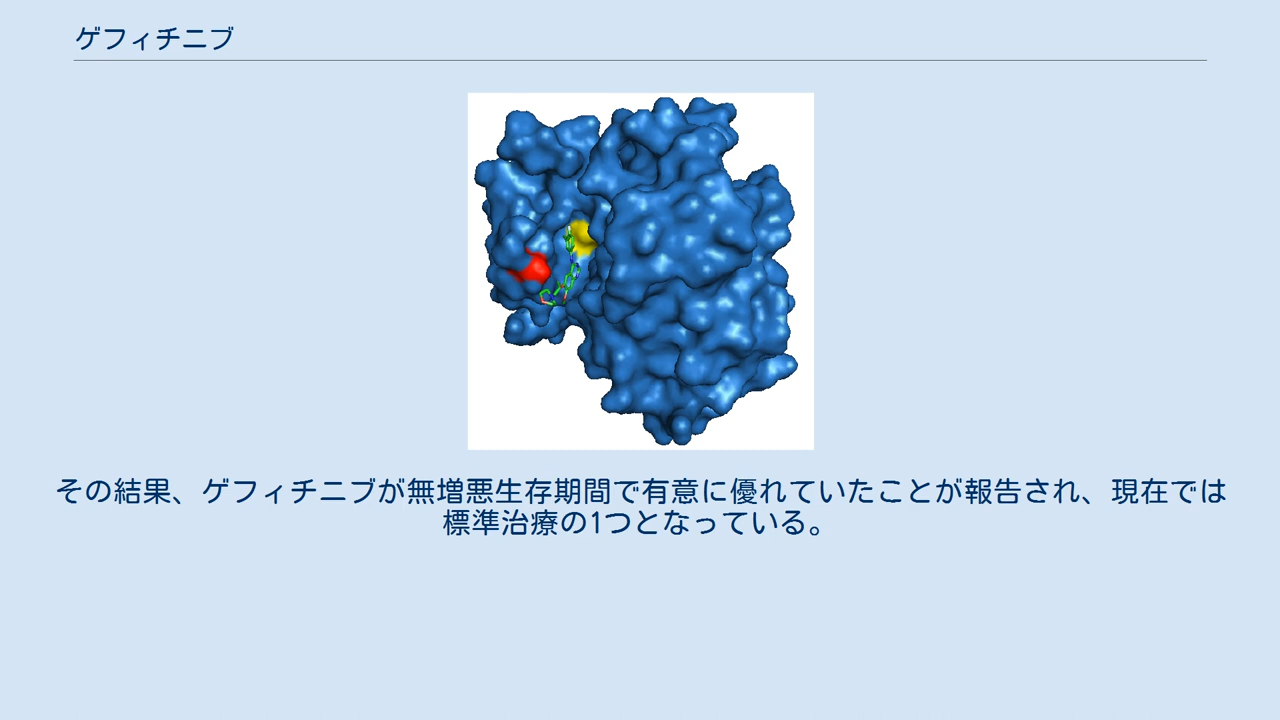 ゲフィチニブ
その結果、ゲフィチニブが無増悪生存期間で有意に優れていたことが報告され、現在では
標準治療の1つとなっている。